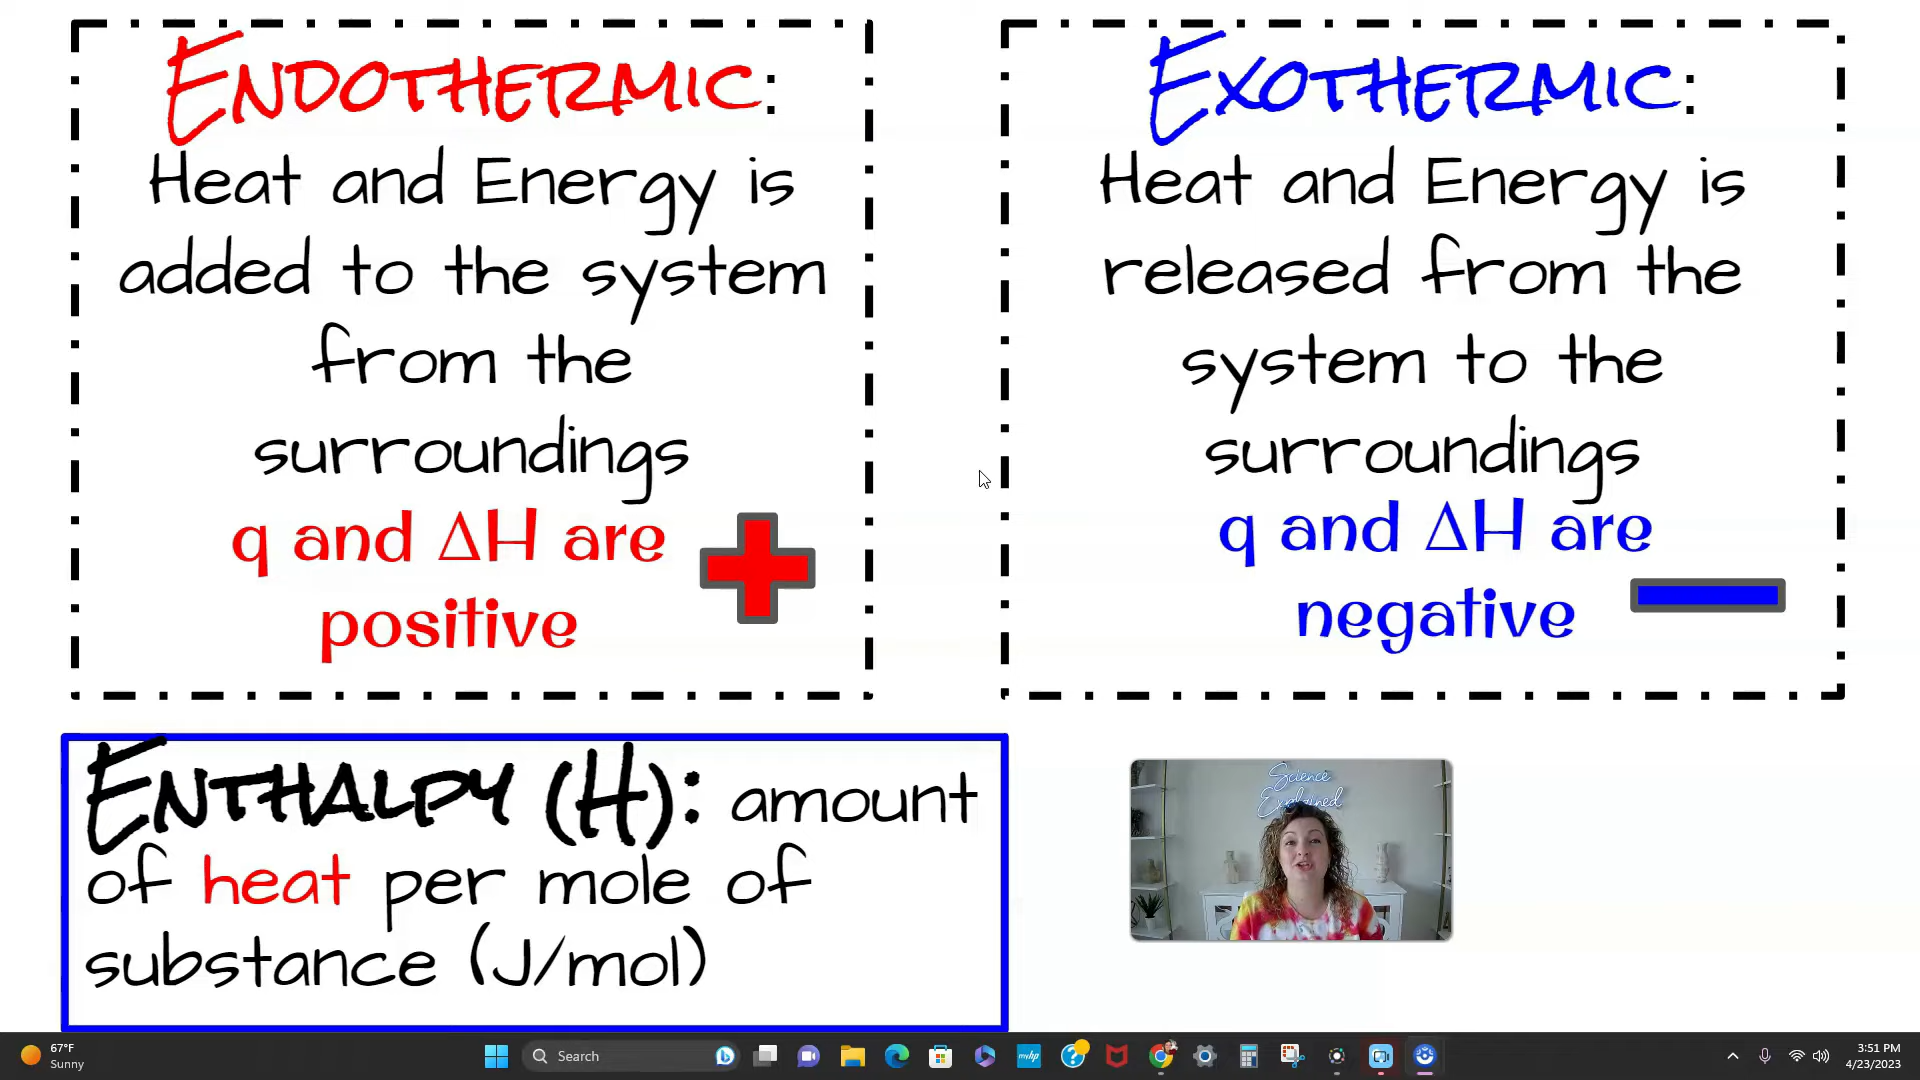 Endothermic:
Heat and Energy is
added to the system
from the
surroundings
q and ΔH are
positive
Exothermic:
Heat and Energy is
released from the
system to the
surroundings
q and ΔH are
negative
Enthalpy (H): amount
of heat per mole of
substance (J/mol)
Science
Explained
67°F
Sunny
Search
myhp
3:51 PM
4/23/2023